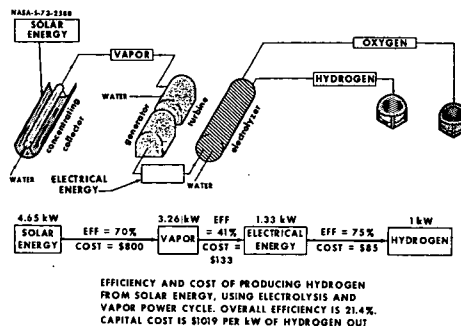 NASA-S-73-2580
SOLAR
ENERGY
VAPOR
OXYGEN
HYDROGEN
WATER
concentrating
collector
generator
turbine
electrolyzer
WATER
ELECTRICAL
ENERGY
WATER
4.65 kW
3.26 kW
EFF
1.33 kW
1 kW
SOLAR
ENERGY
EFF = 70%
COST = $800
VAPOR
= 41%
COST =
$133
ELECTRICAL
ENERGY
EFF = 75%
COST = $85
HYDROGEN
EFFICIENCY AND COST OF PRODUCING HYDROGEN
FROM SOLAR ENERGY, USING ELECTROLYSIS AND
VAPOR POWER CYCLE. OVERALL EFFICIENCY IS 21.4%.
CAPITAL COST IS $1019 PER kW OF HYDROGEN OUT